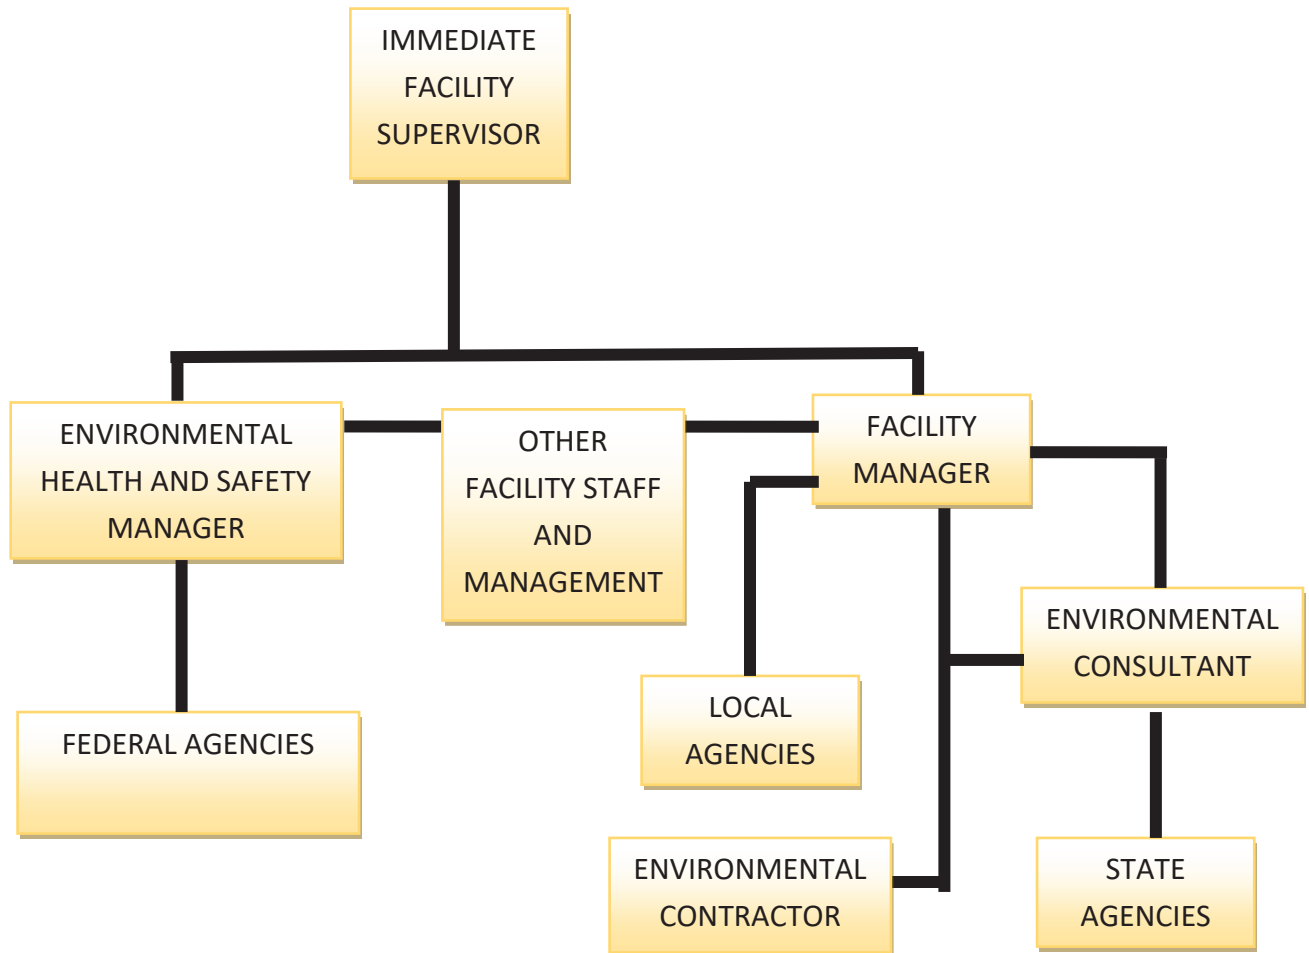 IMMEDIATE
FACILITY
SUPERVISOR
ENVIRONMENTAL
HEALTH AND SAFETY
MANAGER
OTHER
FACILITY STAFF
AND
MANAGEMENT
FACILITY
MANAGER
ENVIRONMENTAL
CONSULTANT
FEDERAL AGENCIES
LOCAL
AGENCIES
ENVIRONMENTAL
CONTRACTOR
STATE
AGENCIES